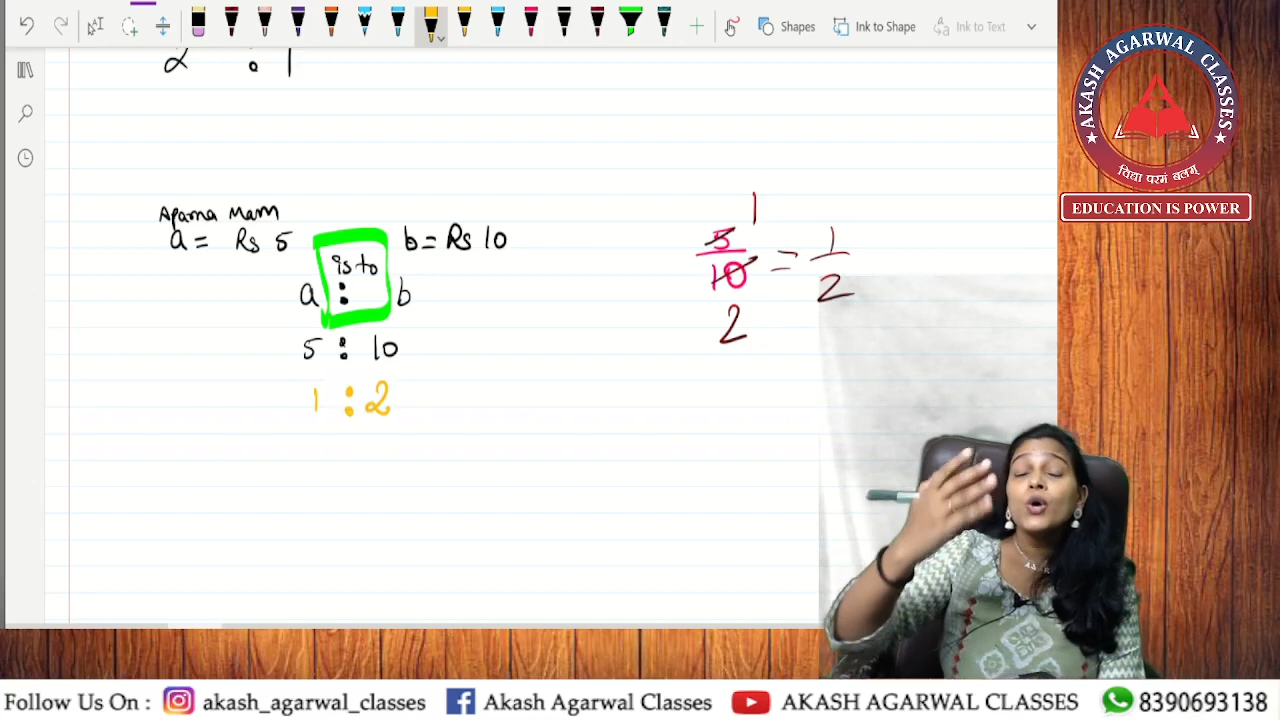 Shapes Ink to Shape Ink to Text
2 : 1
AKASH AGARWAL CLASSES
विद्या परमं बलम्
EDUCATION IS POWER
Aparna Mam
a = Rs 5 b = Rs 10
is to
a : b
5 : 10
1 : 2
1
5/10 = 1/2
2
Follow Us On : akash_agarwal_classes Akash Agarwal Classes AKASH AGARWAL CLASSES 8390693138